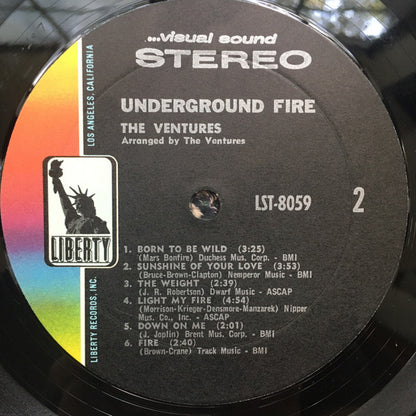 ...visual sound
STEREO
UNDERGROUND FIRE
THE VENTURES
Arranged by The Ventures
LOS ANGELES, CALIFORNIA
LIBERTY
LIBERTY RECORDS, INC.
LST-8059
2
1. BORN TO BE WILD (3:25)
(Mars Bonfire) Duchess Mus. Corp. - BMI
2. SUNSHINE OF YOUR LOVE (3:53)
(Bruce-Brown-Clapton) Nemperor Music - BMI
3. THE WEIGHT (2:39)
(J. R. Robertson) Dwarf Music - ASCAP
4. LIGHT MY FIRE (4:54)
(Morrison-Krieger-Densmore-Manzarek) Nipper
Mus. Co., Inc. - ASCAP
5. DOWN ON ME (2:01)
(J. Joplin) Brent Mus. Corp. - BMI
6. FIRE (2:40)
(Brown-Crane) Track Music - BMI